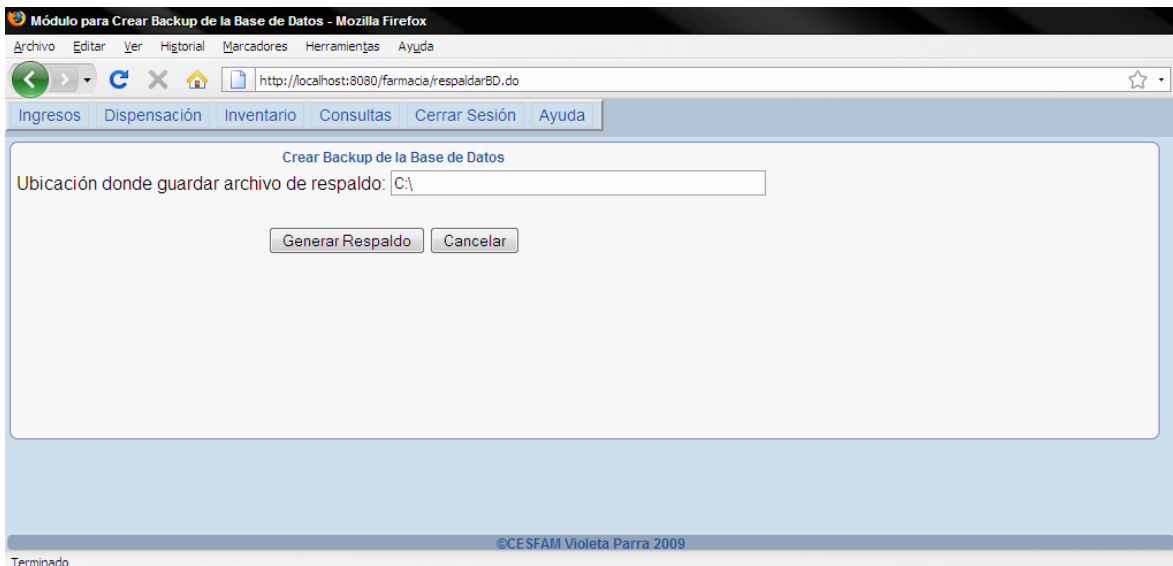 Módulo para Crear Backup de la Base de Datos - Mozilla Firefox
Archivo Editar Ver Historial Marcadores Herramientas Ayuda
http://localhost:8080/farmacia/respaldarBD.do
Ingresos Dispensación Inventario Consultas Cerrar Sesión Ayuda
Crear Backup de la Base de Datos
Ubicación donde guardar archivo de respaldo: C:\
Generar Respaldo Cancelar
©CESFAM Violeta Parra 2009
Terminado